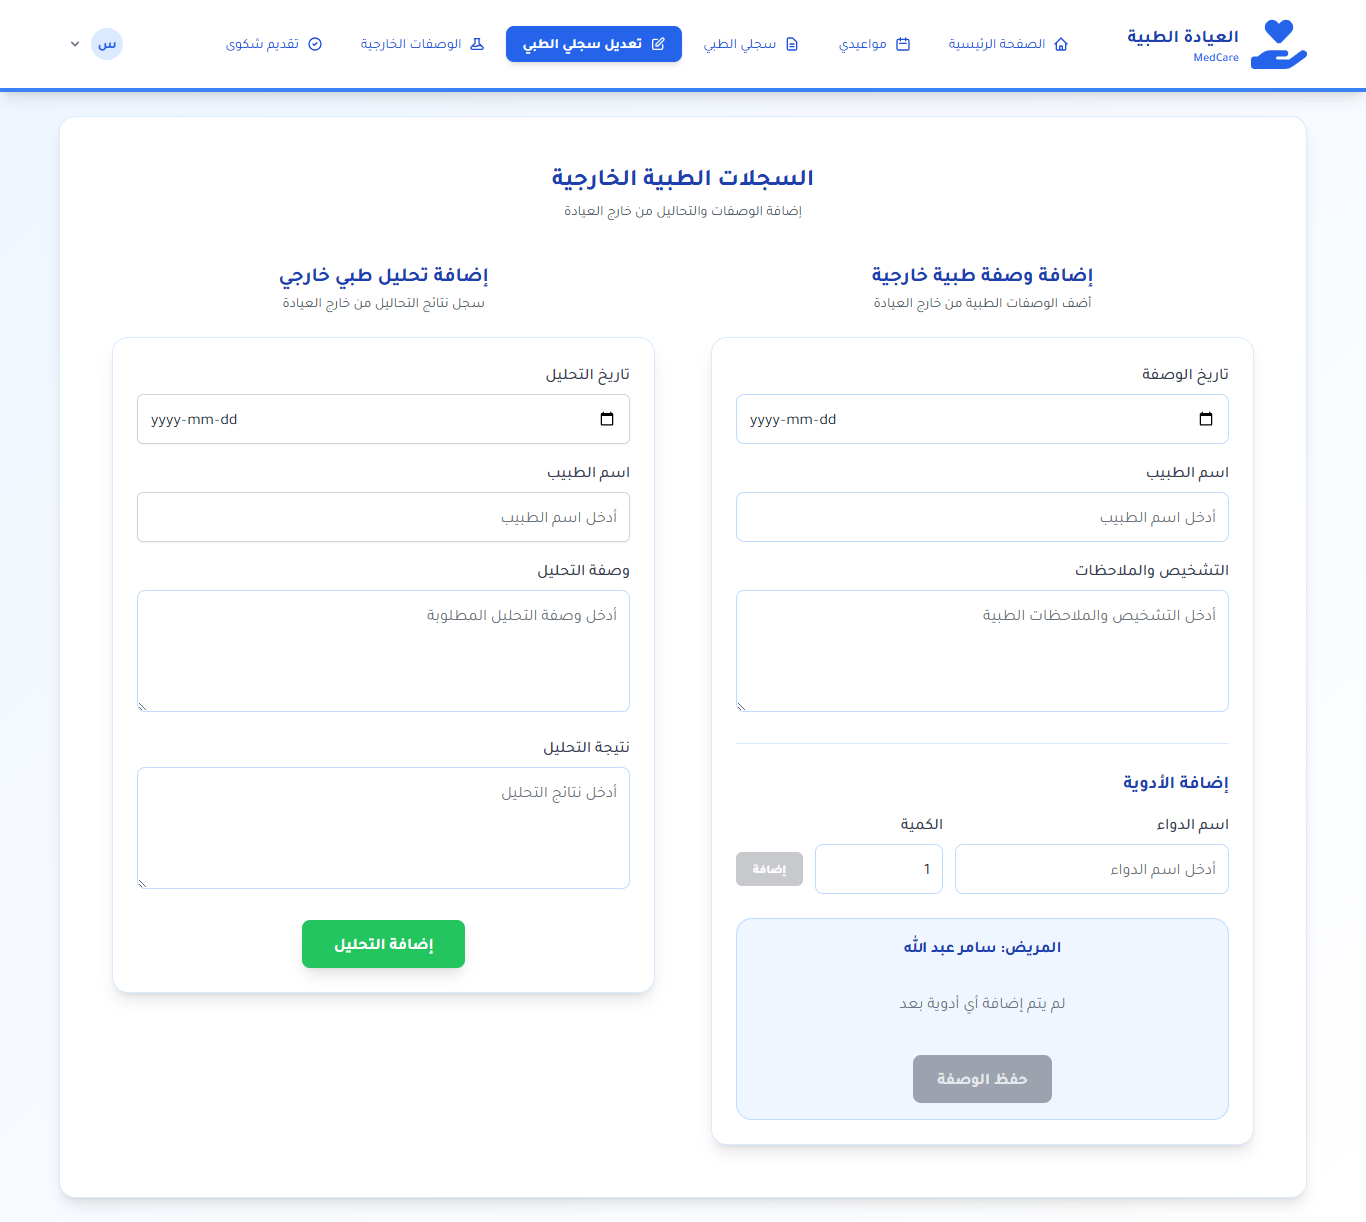 العيادة الطبية
MedCare
الصفحة الرئيسية
مواعيدي
سجلي الطبي
تعديل سجلي الطبي
الوصفات الخارجية
تقديم شكوى
س
السجلات الطبية الخارجية
إضافة الوصفات والتحاليل من خارج العيادة
إضافة وصفة طبية خارجية
أضف الوصفات الطبية من خارج العيادة
تاريخ الوصفة
yyyy-mm-dd
اسم الطبيب
أدخل اسم الطبيب
التشخيص والملاحظات
أدخل التشخيص والملاحظات الطبية
إضافة الأدوية
اسم الدواء
الكمية
أدخل اسم الدواء
1
إضافة
المريض: سامر عبد الله
لم يتم إضافة أي أدوية بعد
حفظ الوصفة
إضافة تحليل طبي خارجي
سجل نتائج التحاليل من خارج العيادة
تاريخ التحليل
yyyy-mm-dd
اسم الطبيب
أدخل اسم الطبيب
وصفة التحليل
أدخل وصفة التحليل المطلوبة
نتيجة التحليل
أدخل نتائج التحليل
إضافة التحليل